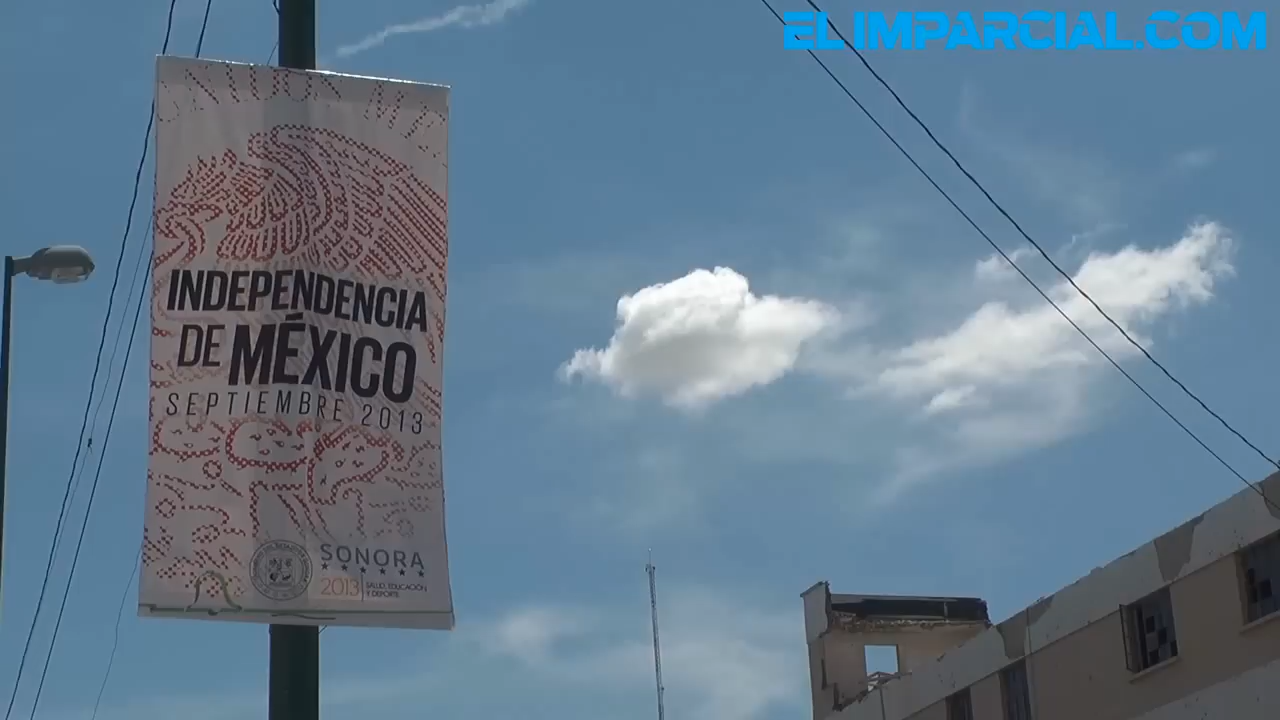 ELIMPARCIAL.COM
INDEPENDENCIA
DE MÉXICO
SEPTIEMBRE 2013
SONORA
2013 SALUD, EDUCACIÓN
Y DEPORTE